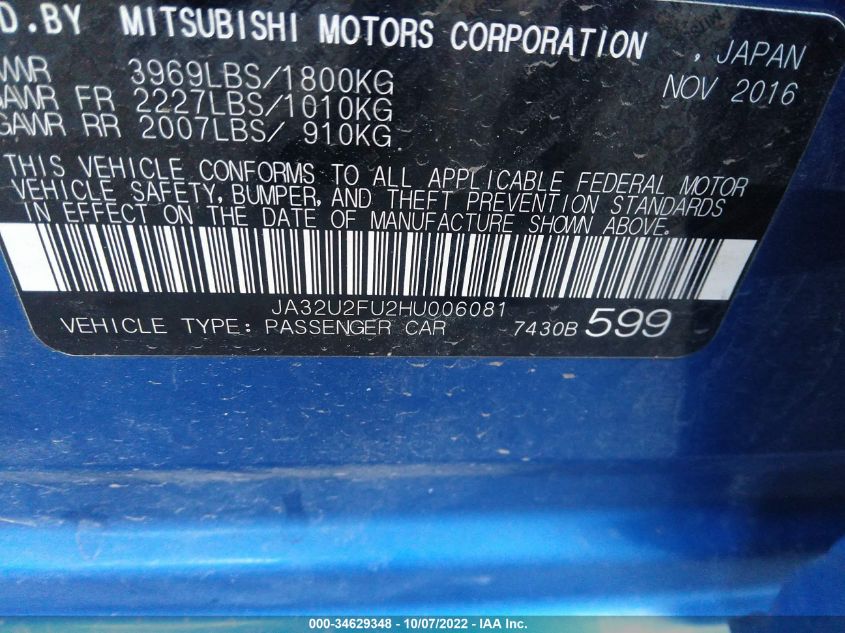 D.BY MITSUBISHI MOTORS CORPORATION , JAPAN
3969LBS/1800KG NOV 2016
GAWR FR 2227LBS/1010KG
GAWR RR 2007LBS/ 910KG
THIS VEHICLE CONFORMS TO ALL APPLICABLE FEDERAL MOTOR
VEHICLE SAFETY, BUMPER, AND THEFT PREVENTION STANDARDS
IN EFFECT ON THE DATE OF MANUFACTURE SHOWN ABOVE.
JA32U2FU2HU006081
VEHICLE TYPE: PASSENGER CAR 7430B 599
000-34629348 - 10/07/2022 - IAA Inc.